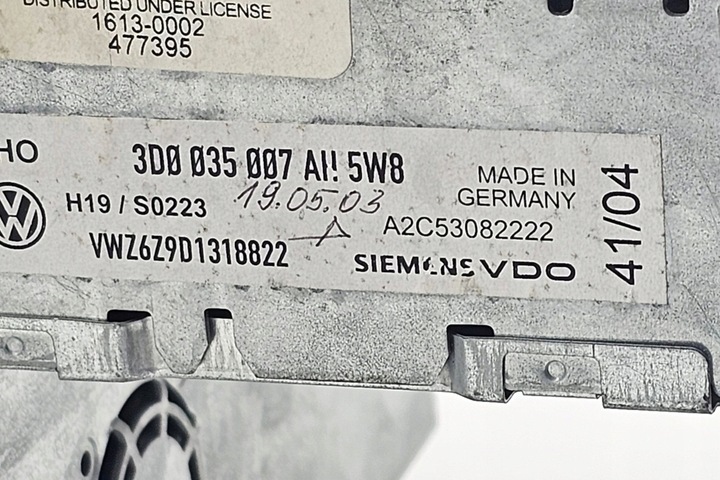 DISTRIBUTED UNDER LICENSE
1613-0002
477395
HO
3D0 035 007 AI! 5W8
MADE IN
GERMANY
H19 / S0223
19.05.03
A2C53082222
VWZ6Z9D1318822
SIEMENS VDO
41/04